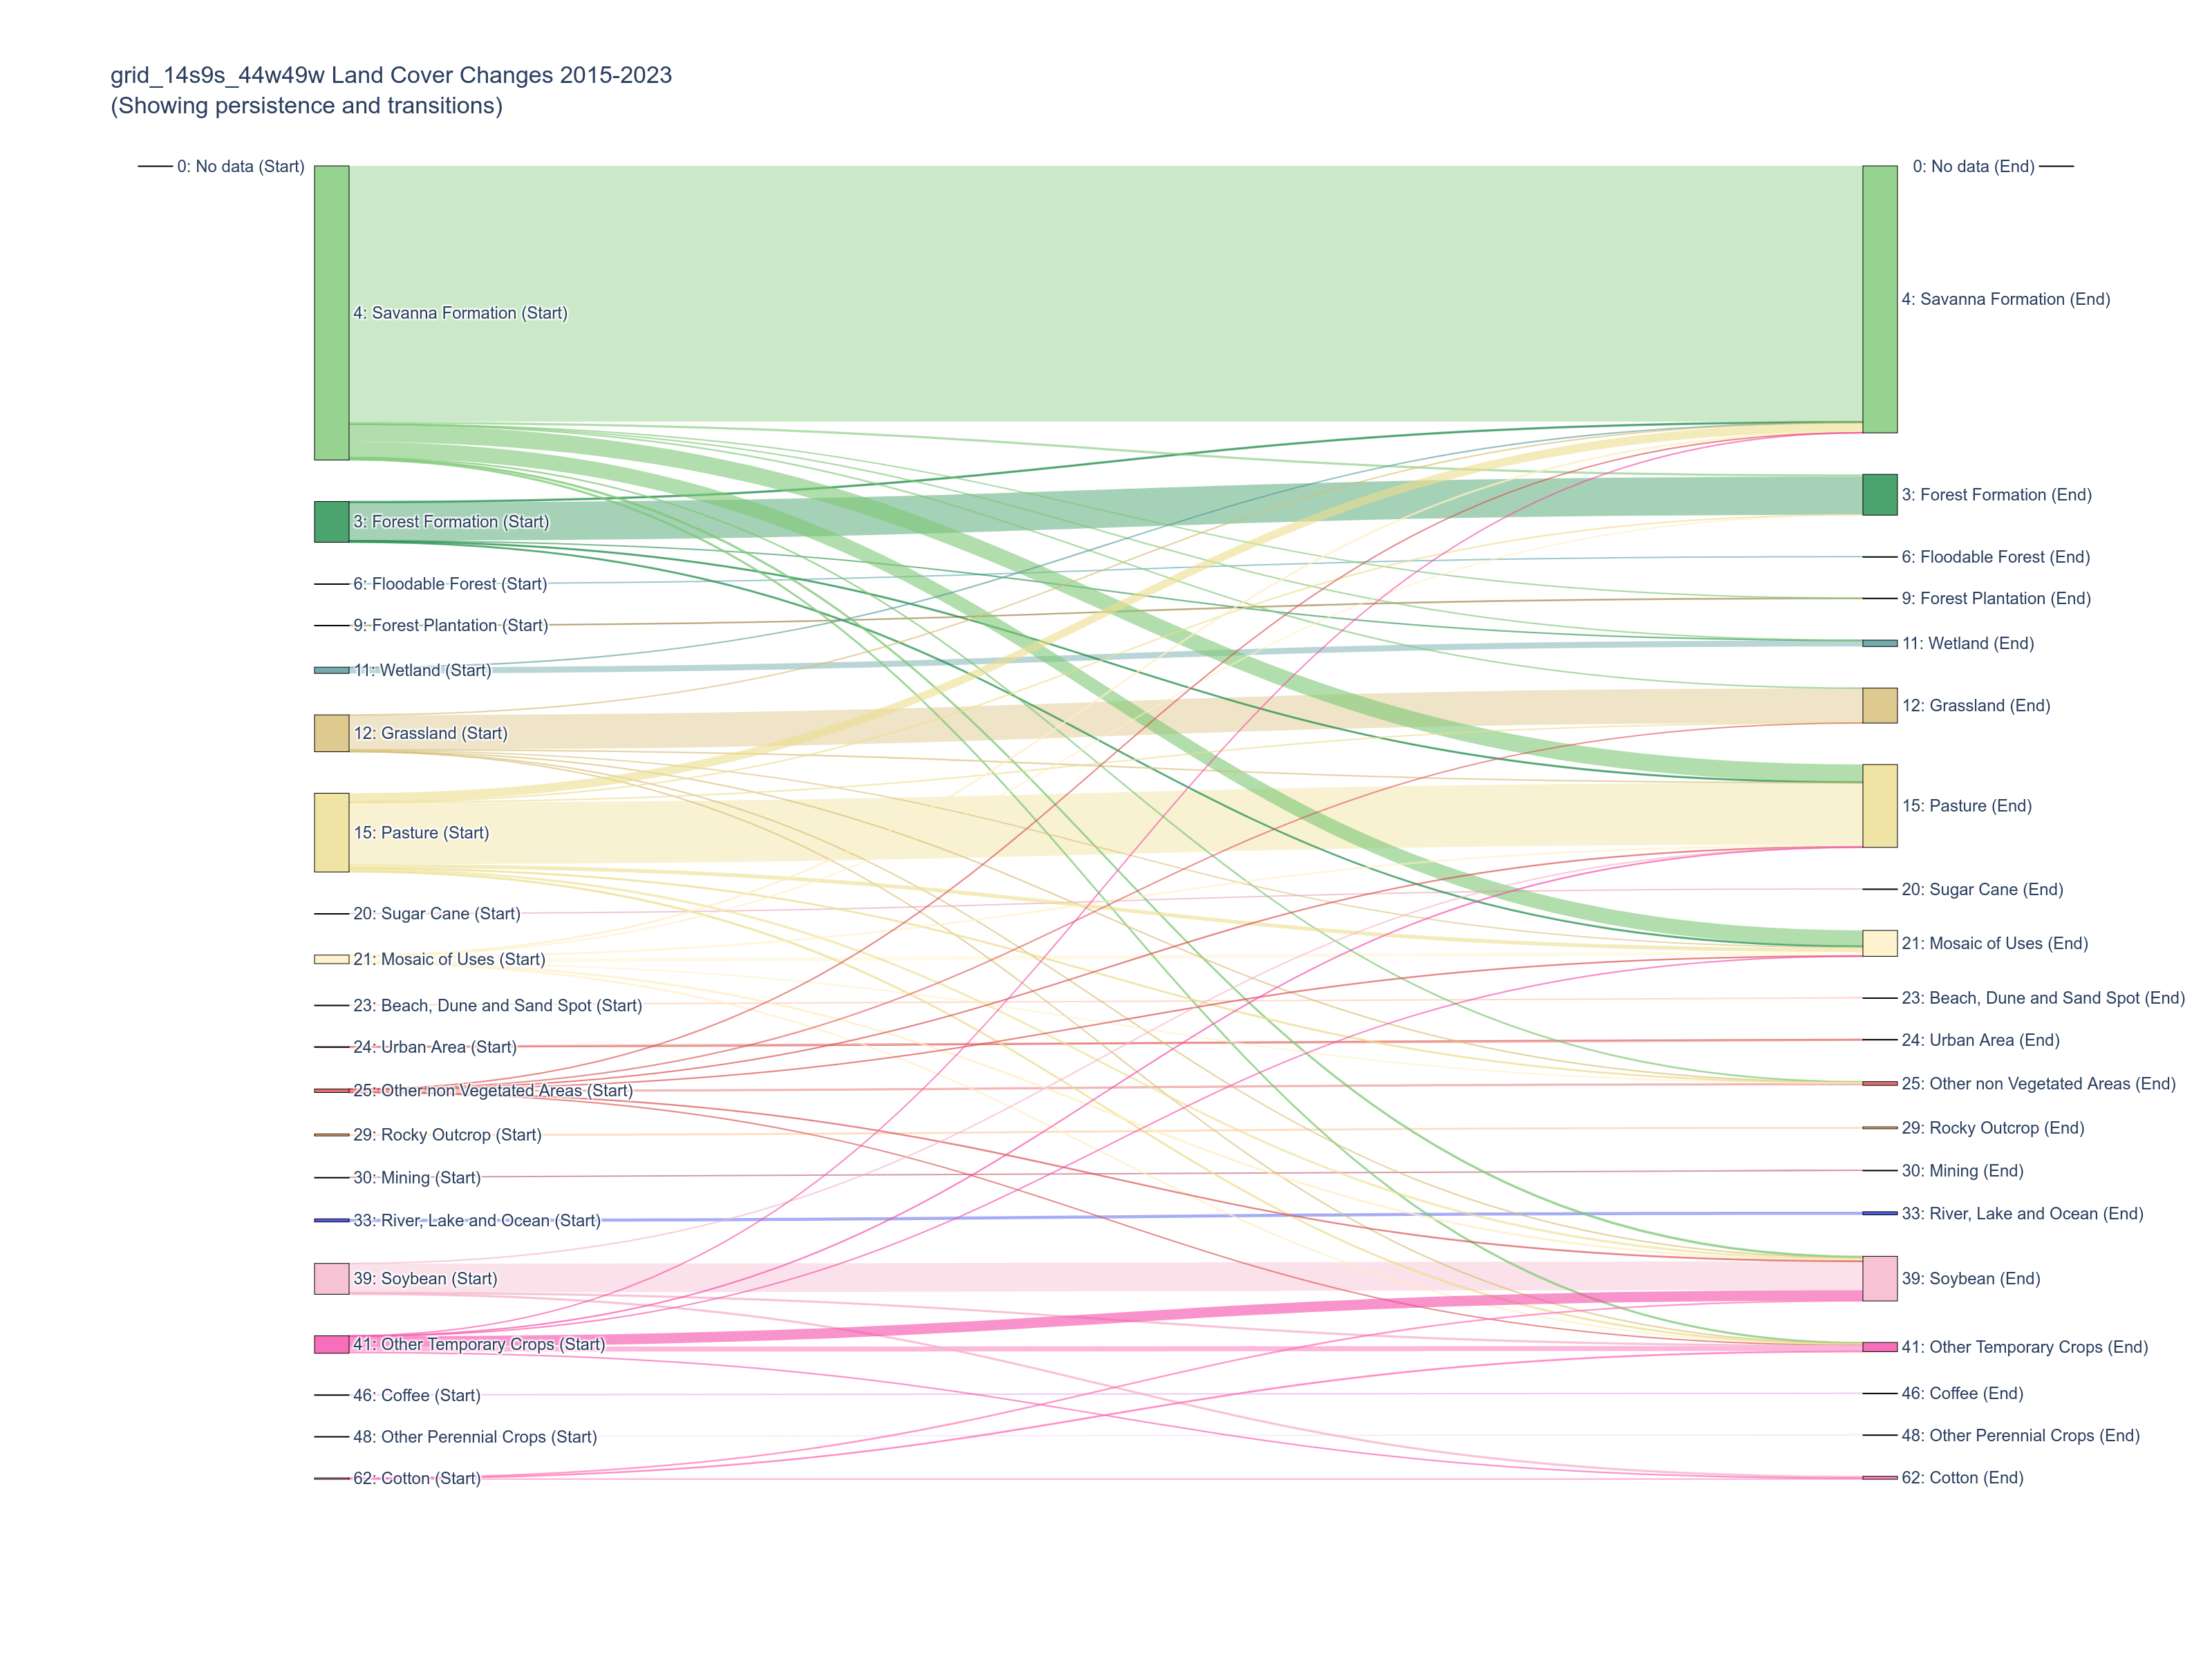 grid_14s9s_44w49w Land Cover Changes 2015-2023
(Showing persistence and transitions)
0: No data (Start)
0: No data (End)
4: Savanna Formation (Start)
4: Savanna Formation (End)
3: Forest Formation (Start)
3: Forest Formation (End)
6: Floodable Forest (Start)
6: Floodable Forest (End)
9: Forest Plantation (Start)
9: Forest Plantation (End)
11: Wetland (Start)
11: Wetland (End)
12: Grassland (Start)
12: Grassland (End)
15: Pasture (Start)
15: Pasture (End)
20: Sugar Cane (Start)
20: Sugar Cane (End)
21: Mosaic of Uses (Start)
21: Mosaic of Uses (End)
23: Beach, Dune and Sand Spot (Start)
23: Beach, Dune and Sand Spot (End)
24: Urban Area (Start)
24: Urban Area (End)
25: Other non Vegetated Areas (Start)
25: Other non Vegetated Areas (End)
29: Rocky Outcrop (Start)
29: Rocky Outcrop (End)
30: Mining (Start)
30: Mining (End)
33: River, Lake and Ocean (Start)
33: River, Lake and Ocean (End)
39: Soybean (Start)
39: Soybean (End)
41: Other Temporary Crops (Start)
41: Other Temporary Crops (End)
46: Coffee (Start)
46: Coffee (End)
48: Other Perennial Crops (Start)
48: Other Perennial Crops (End)
62: Cotton (Start)
62: Cotton (End)